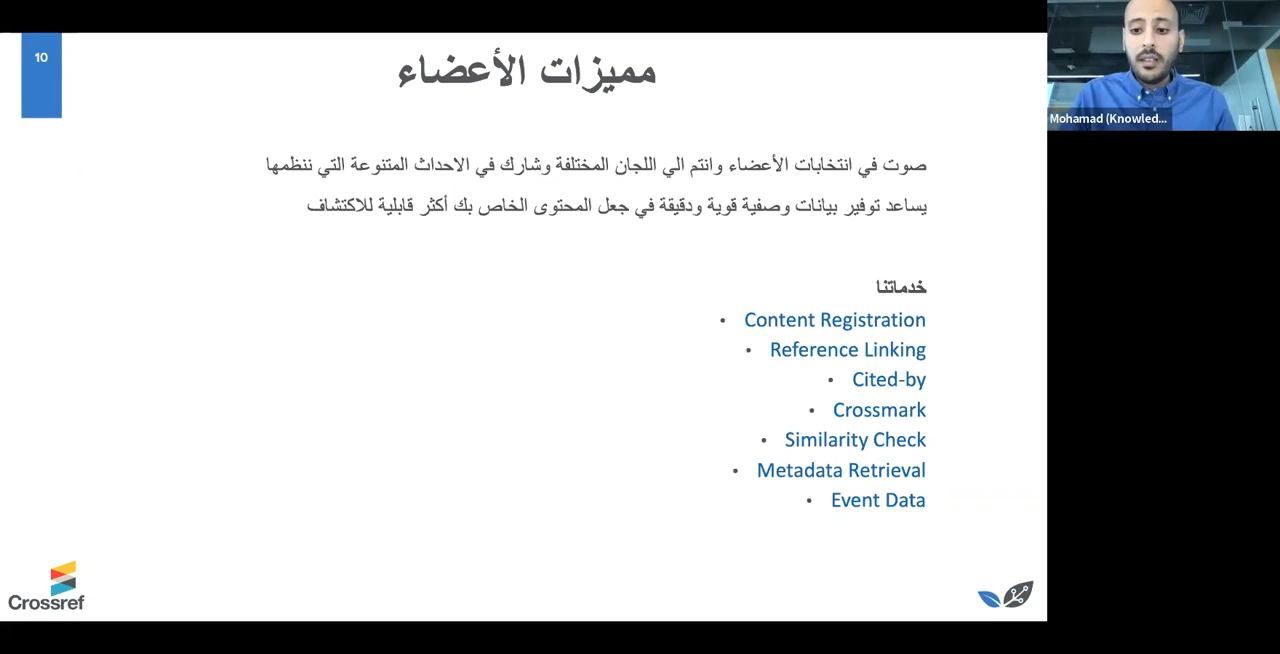 10
مميزات الأعضاء
صوت في انتخابات الأعضاء وانتم الي اللجان المختلفة وشارك في الاحداث المتنوعة التي ننظمها
يساعد توفير بيانات وصفية قوية ودقيقة في جعل المحتوى الخاص بك أكثر قابلية للاكتشاف
خدماتنا
• Content Registration
• Reference Linking
• Cited-by
• Crossmark
• Similarity Check
• Metadata Retrieval
• Event Data
Crossref
Mohamad (Knowled...